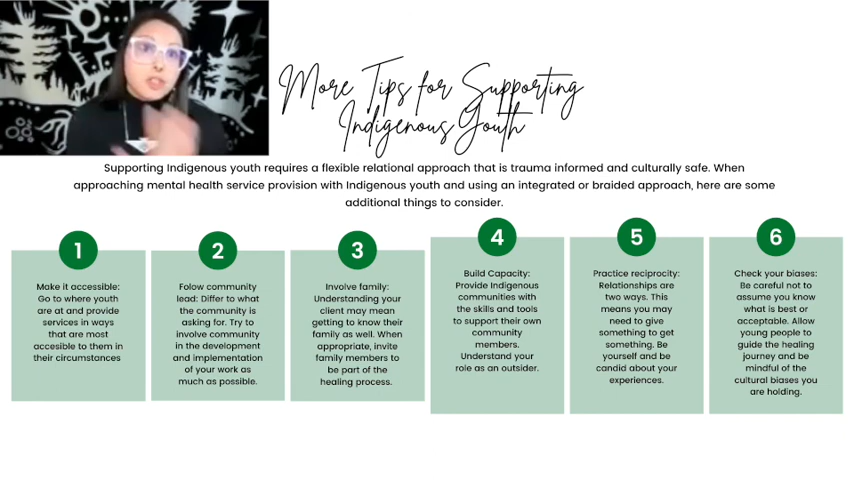 More Tips for Supporting
Indigenous Youth
Supporting Indigenous youth requires a flexible relational approach that is trauma informed and culturally safe. When
approaching mental health service provision with Indigenous youth and using an integrated or braided approach, here are some
additional things to consider.
1
Make it accessible:
Go to where youth
are at and provide
services in ways
that are most
accesible to them in
their circumstances
2
Folow community
lead: Differ to what
the community is
asking for. Try to
involve community
in the development
and implementation
of your work as
much as possible.
3
Involve family:
Understanding your
client may mean
getting to know their
family as well. When
appropriate, invite
family members to
be part of the
healing process.
4
Build Capacity:
Provide Indigenous
communities with
the skills and tools
to support their own
community
members.
Understand your
role as an outsider.
5
Practice reciprocity:
Relationships are
two ways. This
means you may
need to give
something to get
something. Be
yourself and be
candid about your
experiences.
6
Check your biases:
Be careful not to
assume you know
what is best or
acceptable. Allow
young people to
guide the healing
journey and be
mindful of the
cultural biases you
are holding.